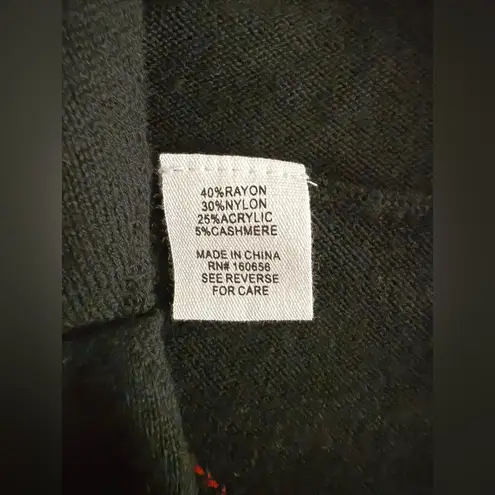 40%RAYON
30%NYLON
25%ACRYLIC
5%CASHMERE
MADE IN CHINA
RN# 160656
SEE REVERSE
FOR CARE